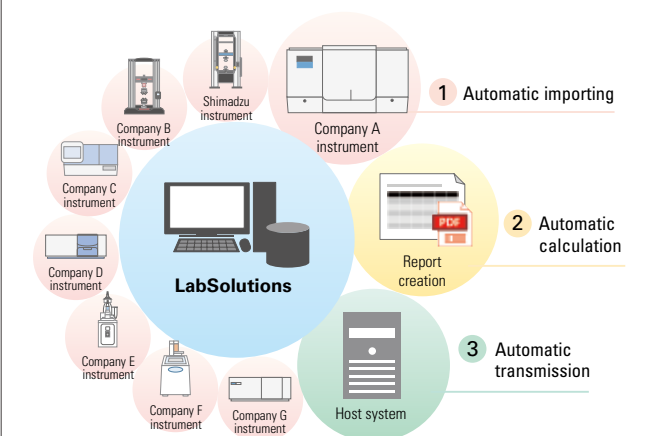 Shimadzu
instrument
Company B
instrument
Company A
instrument
1 Automatic importing
Company C
instrument
LabSolutions
PDF
Report
creation
2 Automatic
calculation
Company D
instrument
Company E
instrument
Company F
instrument
Company G
instrument
Host system
3 Automatic
transmission